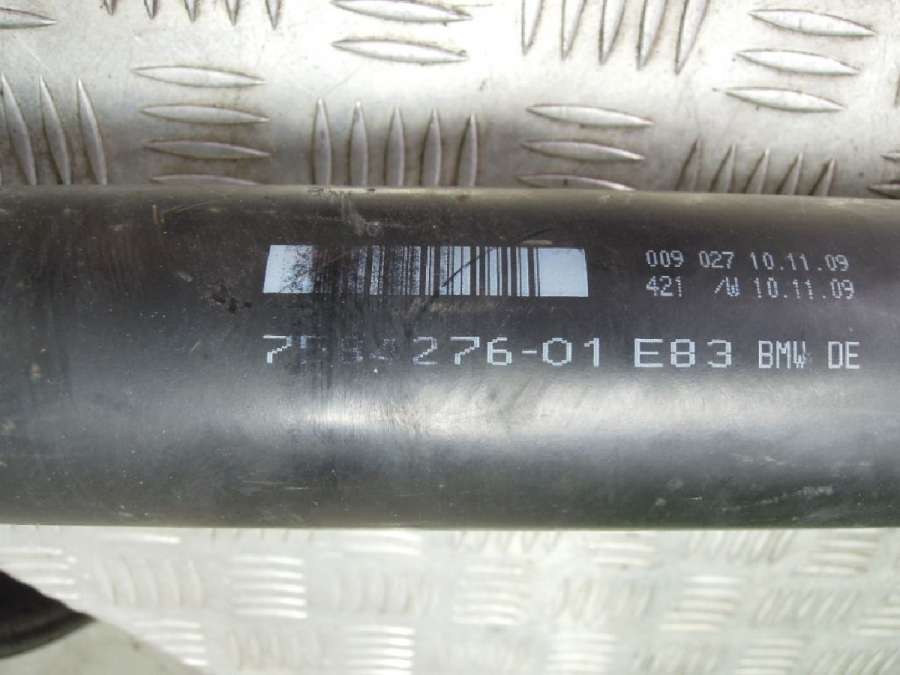 009 027 10.11.09
421 /W 10.11.09
276-01 E83 BMW DE